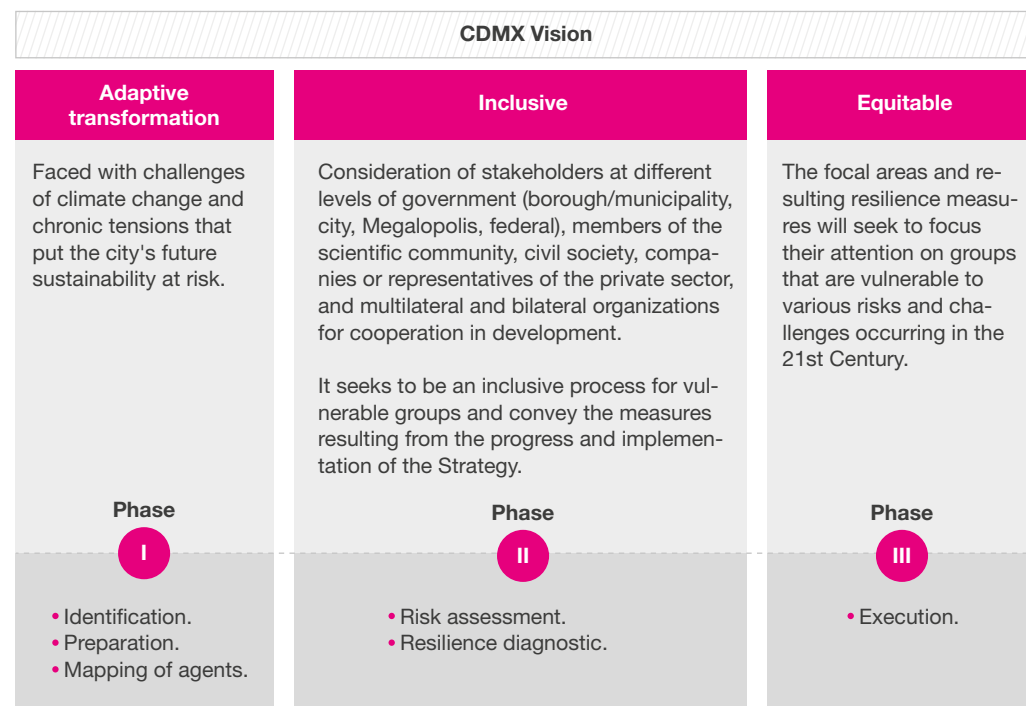 CDMX Vision
Adaptive
transformation
Faced with challenges
of climate change and
chronic tensions that
put the city's future
sustainability at risk.
Phase
I
• Identification.
• Preparation.
• Mapping of agents.
Inclusive
Consideration of stakeholders at different
levels of government (borough/municipality,
city, Megalopolis, federal), members of the
scientific community, civil society, compa-
nies or representatives of the private sector,
and multilateral and bilateral organizations
for cooperation in development.
It seeks to be an inclusive process for vul-
nerable groups and convey the measures
resulting from the progress and implemen-
tation of the Strategy.
Phase
II
• Risk assessment.
• Resilience diagnostic.
Equitable
The focal areas and re-
sulting resilience measu-
res will seek to focus
their attention on groups
that are vulnerable to
various risks and cha-
llenges occurring in the
21st Century.
Phase
III
• Execution.